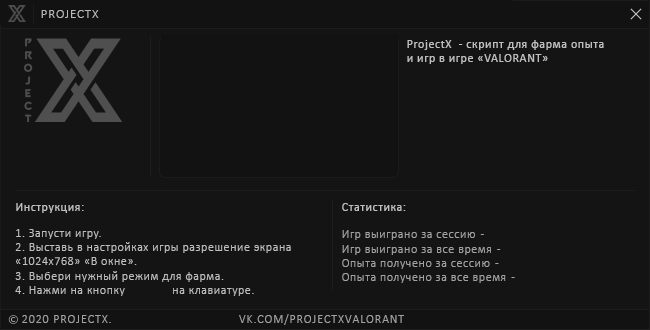 PROJECTX
PROJECT
ProjectX - скрипт для фарма опыта
и игр в игре «VALORANT»
Инструкция:
1. Запусти игру.
2. Выставь в настройках игры разрешение экрана
«1024x768» «В окне».
3. Выбери нужный режим для фарма.
4. Нажми на кнопку на клавиатуре.
Статистика:
Игр выиграно за сессию -
Игр выиграно за все время -
Опыта получено за сессию -
Опыта получено за все время -
© 2020 PROJECTX.
VK.COM/PROJECTXVALORANT